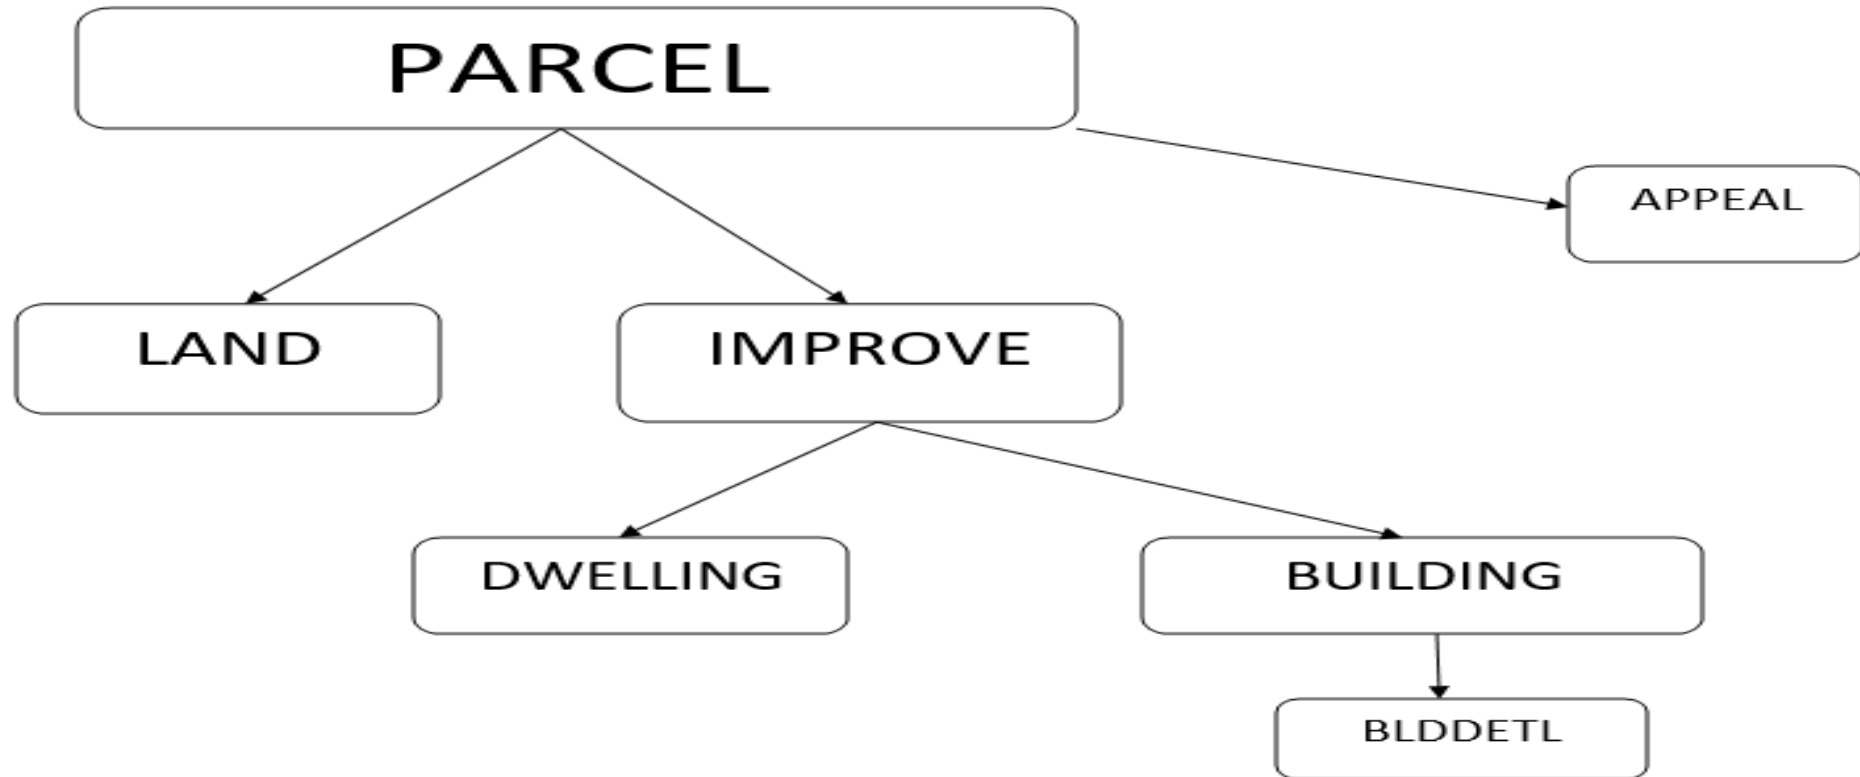 PARCEL
APPEAL
LAND
IMPROVE
DWELLING
BUILDING
BLDDETL